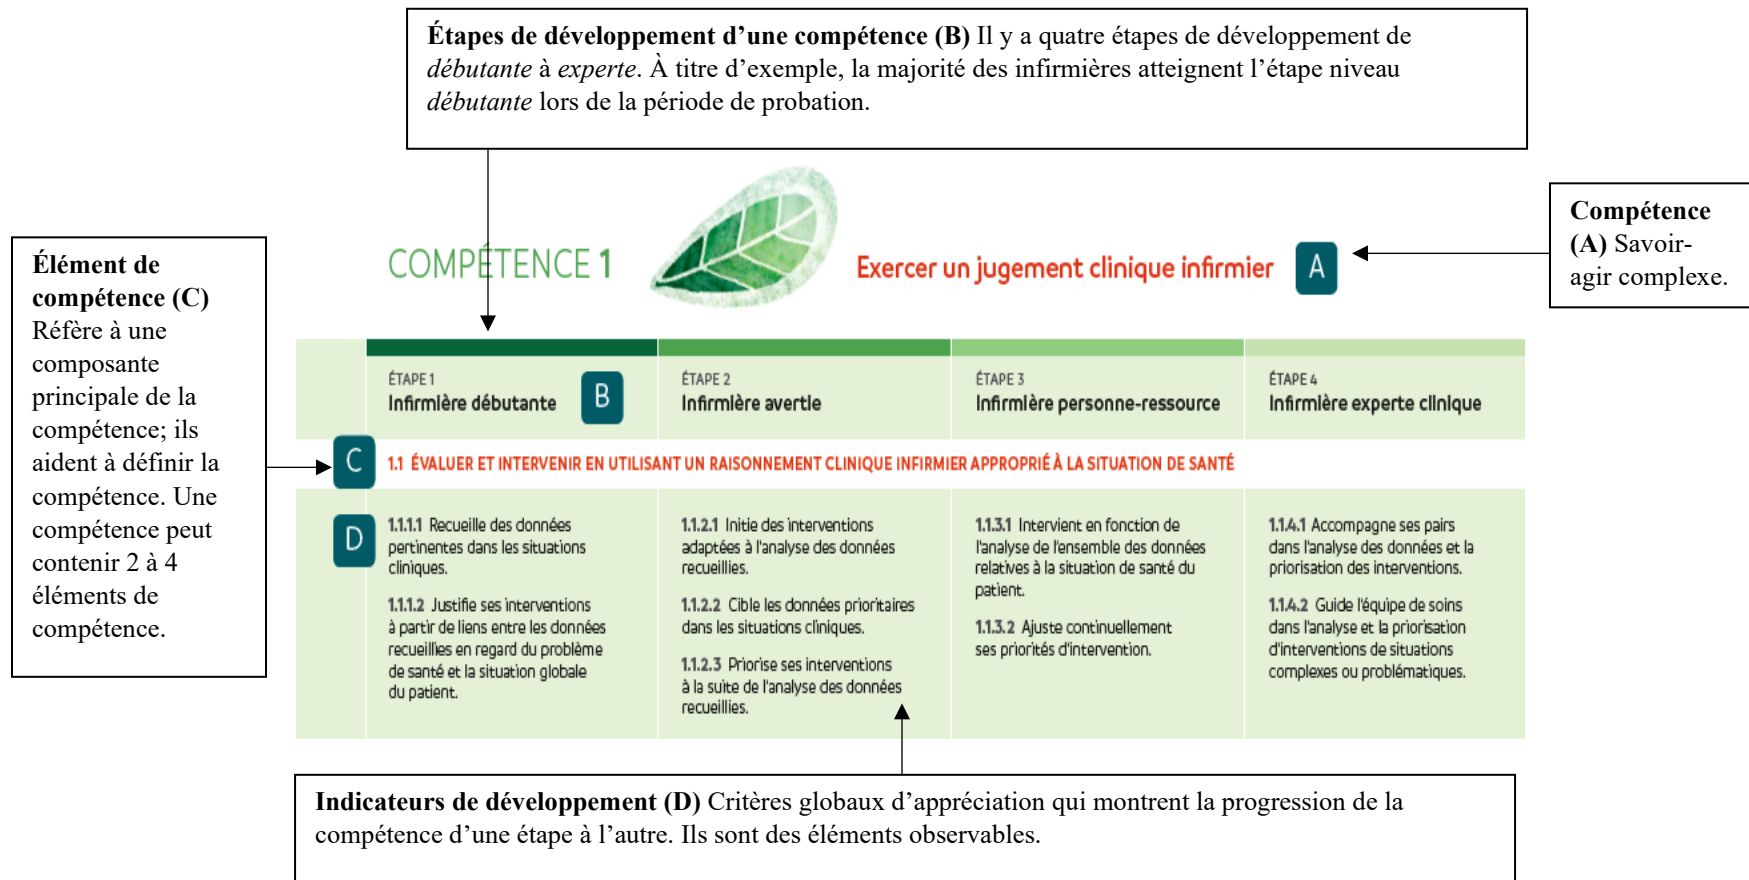 Étapes de développement d’une compétence (B) Il y a quatre étapes de développement de
débutante à experte. À titre d’exemple, la majorité des infirmières atteignent l’étape niveau
débutante lors de la période de probation.
COMPÉTENCE 1
Exercer un jugement clinique infirmier
A
Compétence
(A) Savoir-
agir complexe.
Élément de
compétence (C)
Réfère à une
composante
principale de la
compétence; ils
aident à définir la
compétence. Une
compétence peut
contenir 2 à 4
éléments de
compétence.
ÉTAPE 1
Infirmière débutante
B
ÉTAPE 2
Infirmière avertie
ÉTAPE 3
Infirmière personne-ressource
ÉTAPE 4
Infirmière experte clinique
C
1.1 ÉVALUER ET INTERVENIR EN UTILISANT UN RAISONNEMENT CLINIQUE INFIRMIER APPROPRIÉ À LA SITUATION DE SANTÉ
D
1.1.1.1 Recueille des données
pertinentes dans les situations
cliniques.
1.1.1.2 Justifie ses interventions
à partir de liens entre les données
recueillies en regard du problème
de santé et la situation globale
du patient.
1.1.2.1 Initie des interventions
adaptées à l'analyse des données
recueillies.
1.1.2.2 Cible les données prioritaires
dans les situations cliniques.
1.1.2.3 Priorise ses interventions
à la suite de l'analyse des données
recueillies.
1.1.3.1 Intervient en fonction de
l'analyse de l'ensemble des données
relatives à la situation de santé du
patient.
1.1.3.2 Ajuste continuellement
ses priorités d'intervention.
1.1.4.1 Accompagne ses pairs
dans l'analyse des données et la
priorisation des interventions.
1.1.4.2 Guide l'équipe de soins
dans l'analyse et la priorisation
d'interventions de situations
complexes ou problématiques.
Indicateurs de développement (D) Critères globaux d’appréciation qui montrent la progression de la
compétence d’une étape à l’autre. Ils sont des éléments observables.